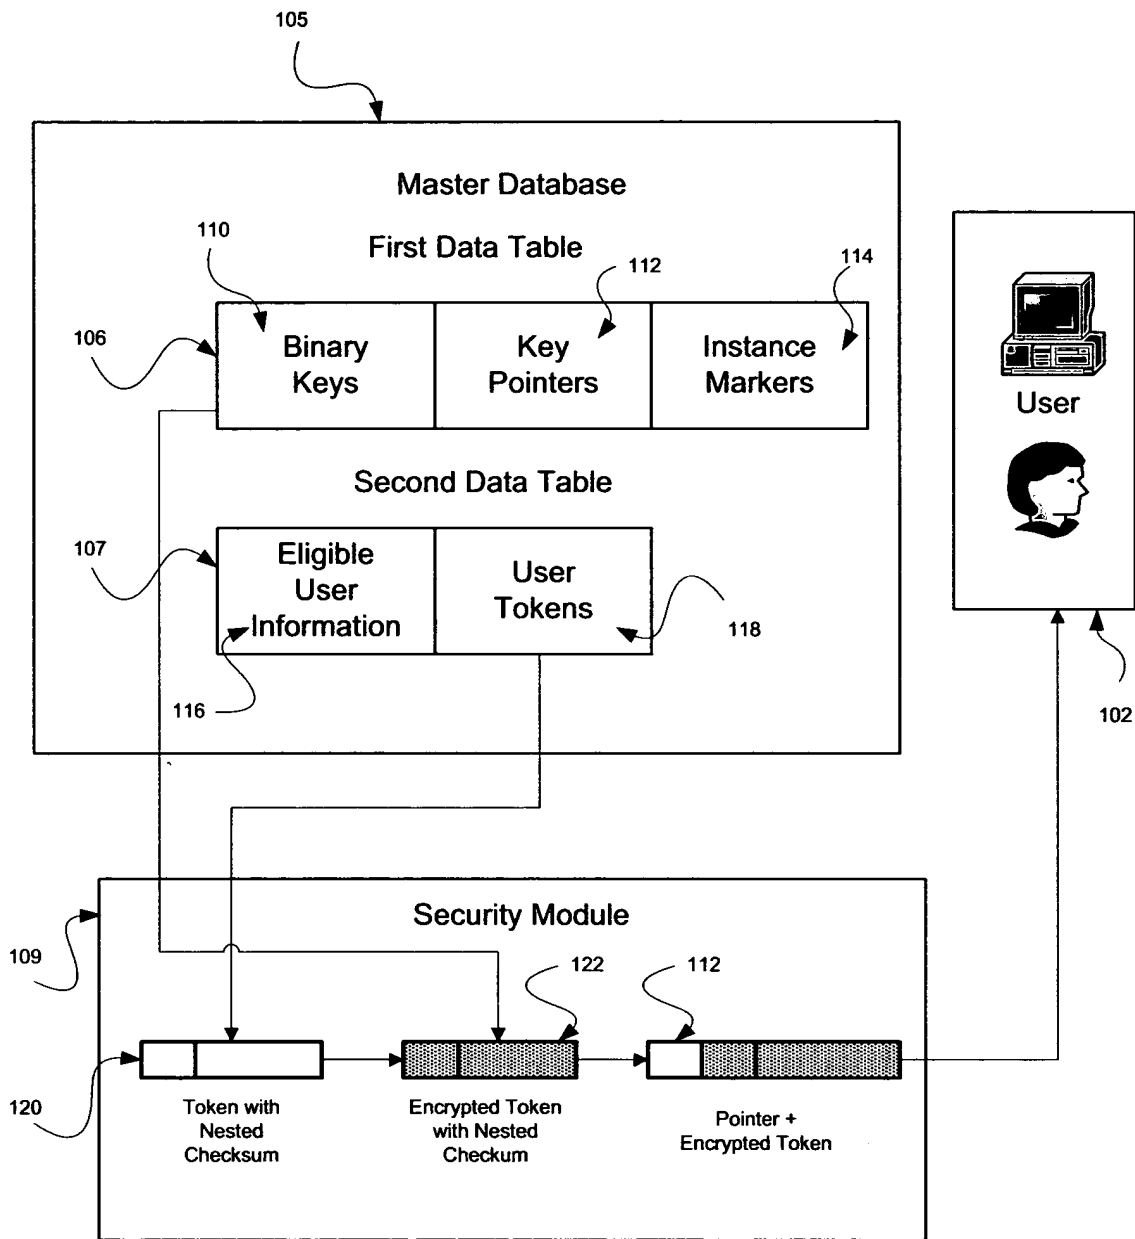 105
Master Database
First Data Table
110
112
114
106
Binary
Keys
Key
Pointers
Instance
Markers
User
Second Data Table
107
Eligible
User
Information
User
Tokens
116
118
102
Security Module
109
122
112
120
Token with
Nested
Checksum
Encrypted Token
with Nested
Checkum
Pointer +
Encrypted Token